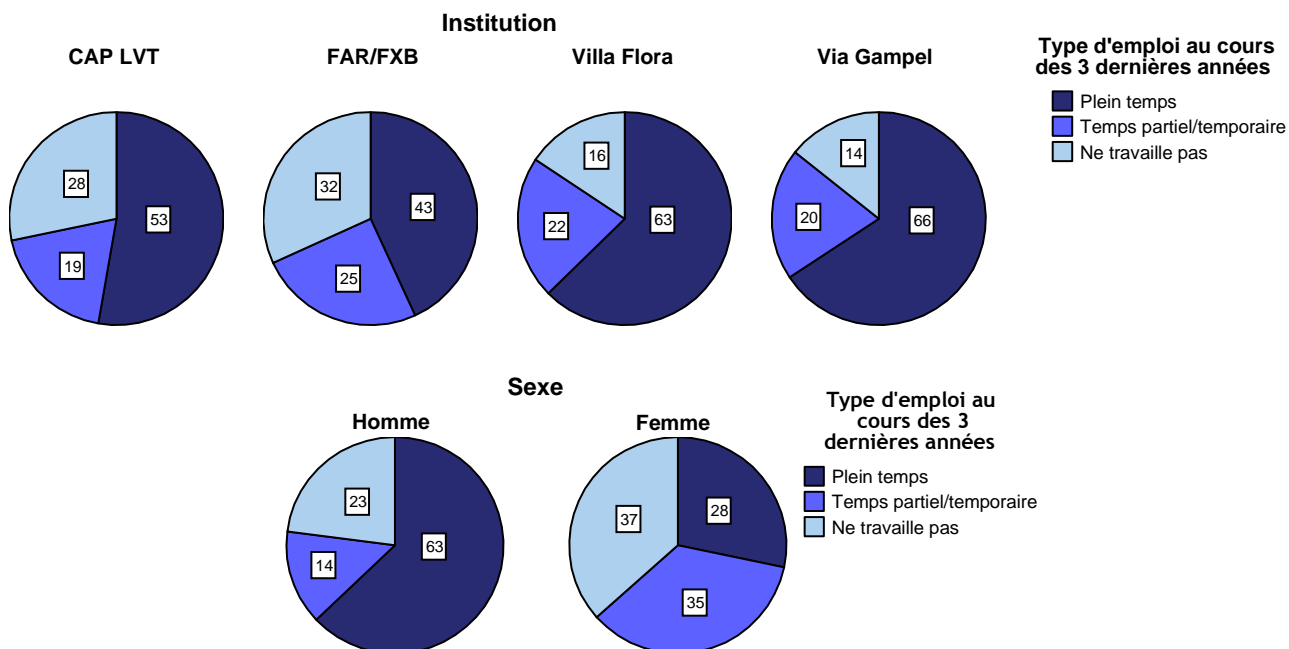 Institution
CAP LVT
FAR/FXB
Villa Flora
Via Gampel
Type d'emploi au cours
des 3 dernières années
Plein temps
Temps partiel/temporaire
Ne travaille pas
28
53
19
32
43
25
16
22
63
14
20
66
Sexe
Homme
Femme
Type d'emploi au
cours des 3
dernières années
Plein temps
Temps partiel/temporaire
Ne travaille pas
23
63
14
37
28
35